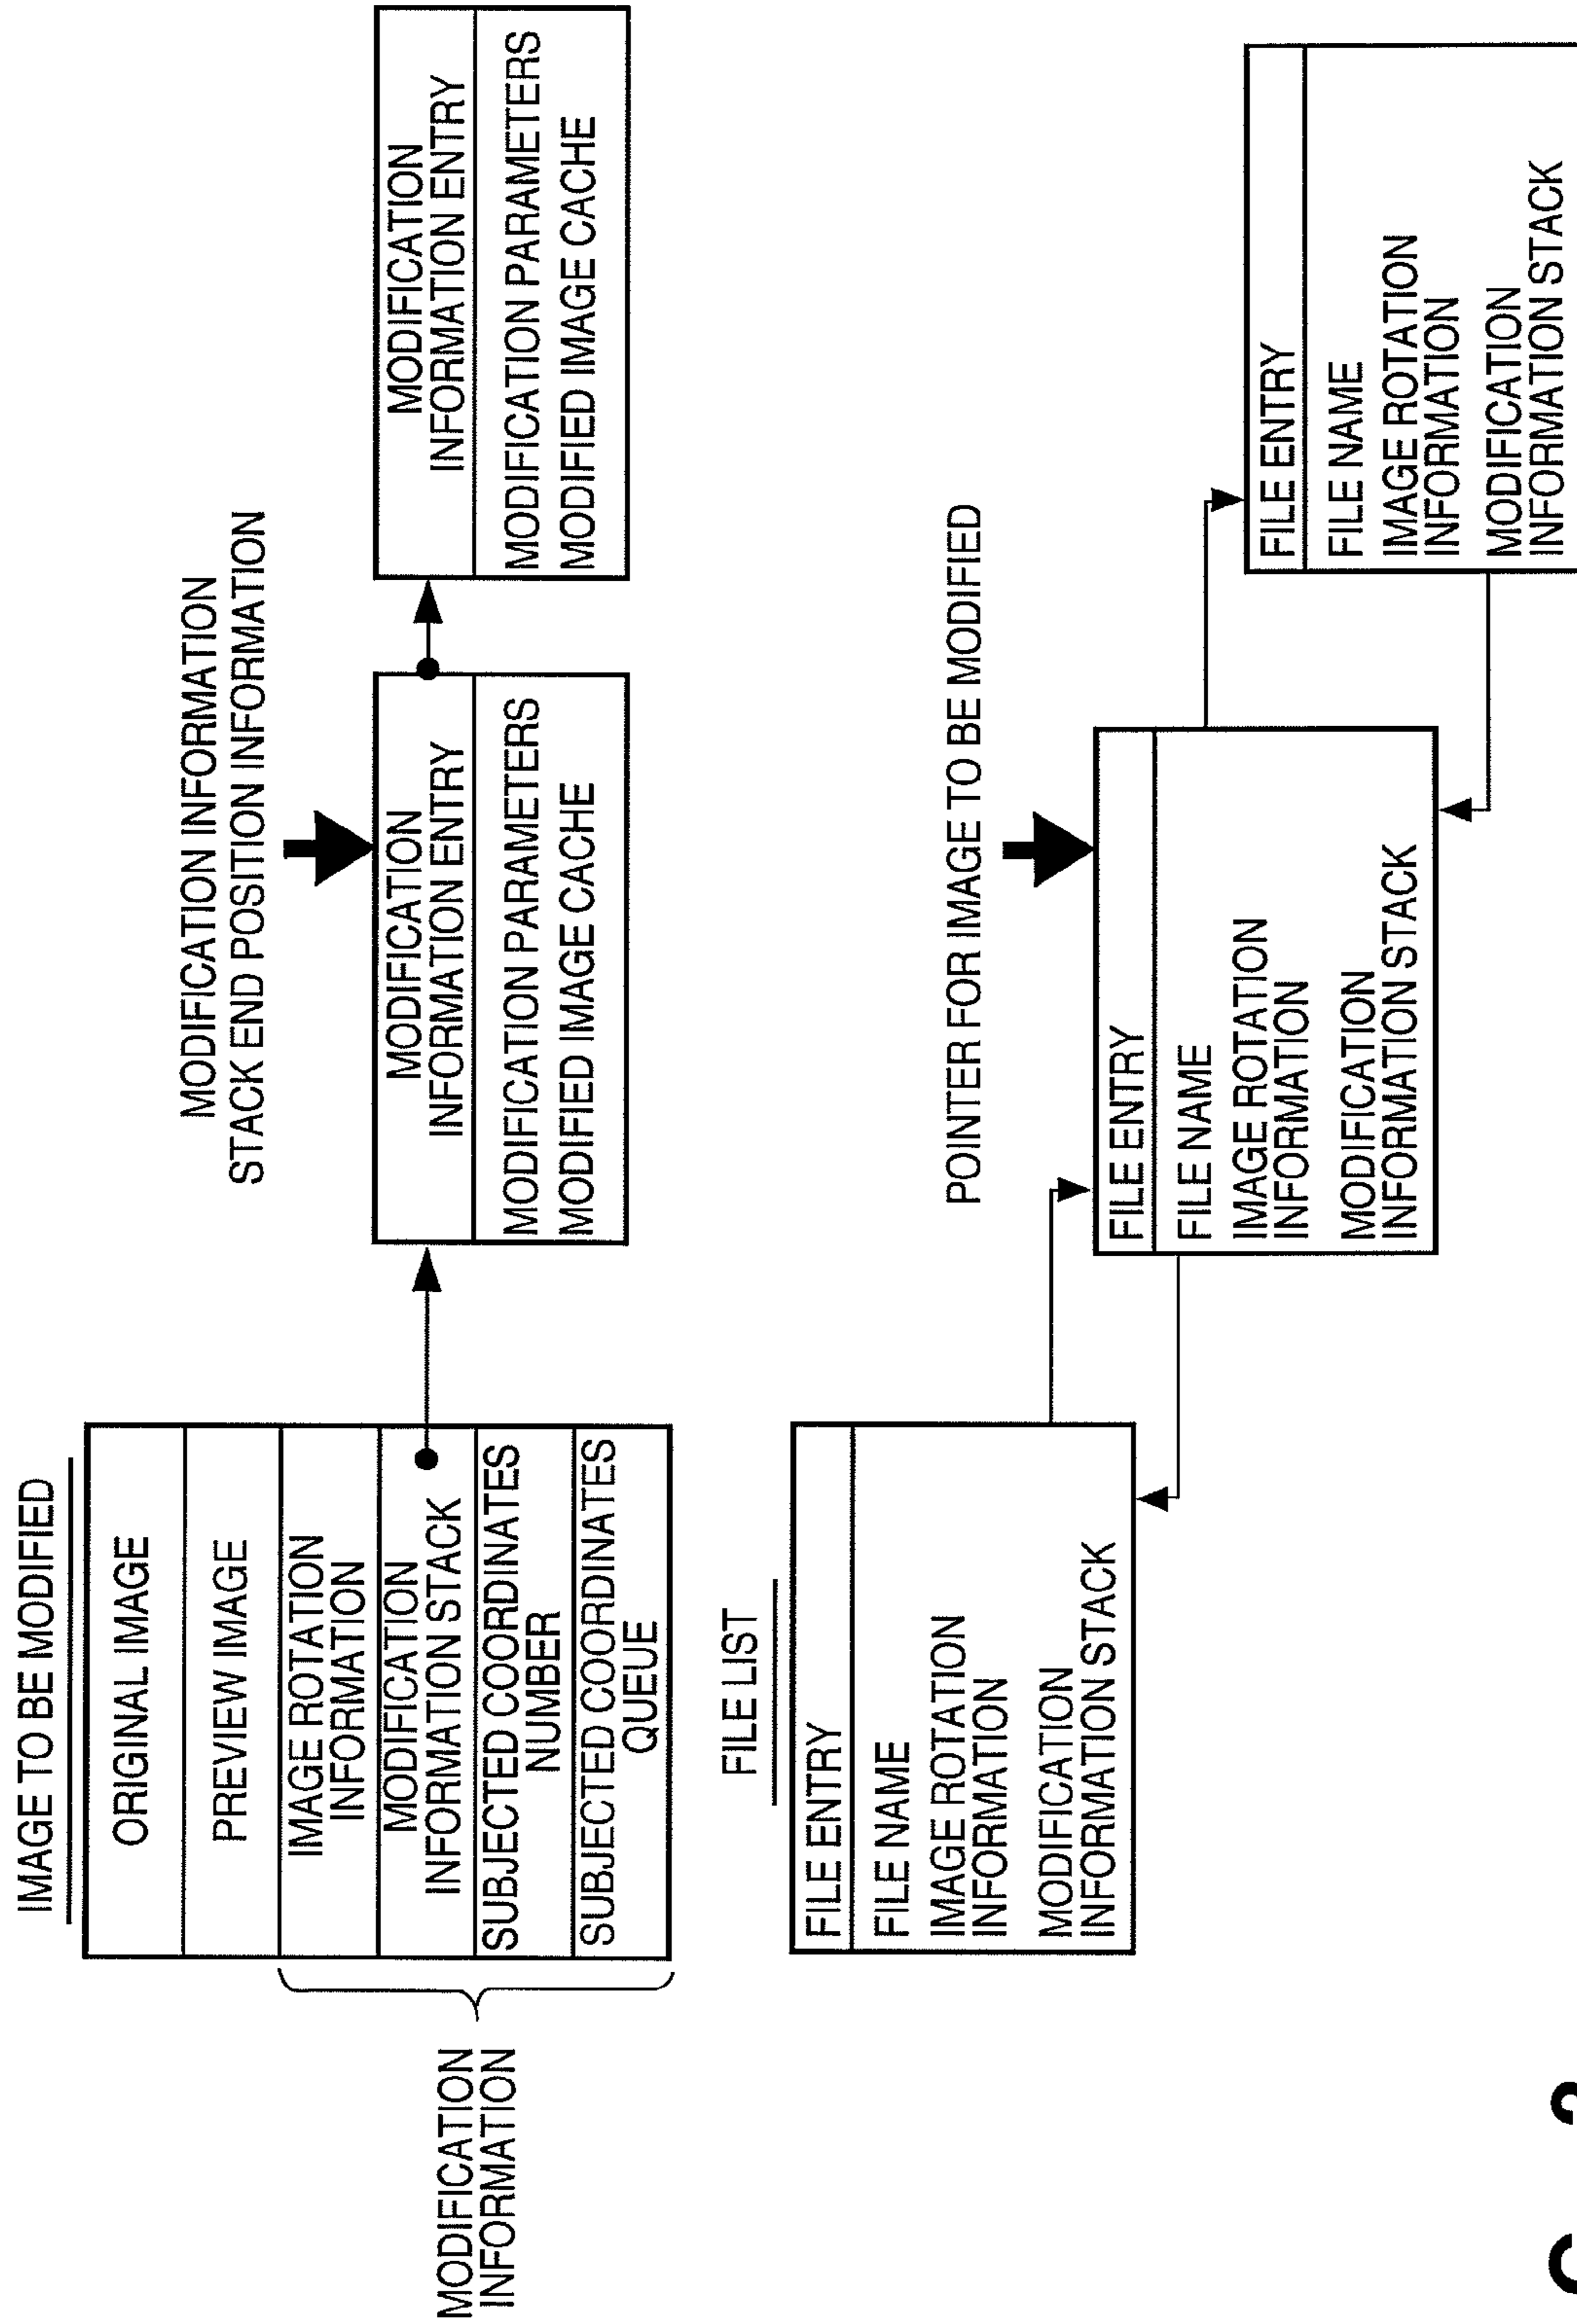 IMAGE TO BE MODIFIED
ORIGINAL IMAGE
PREVIEW IMAGE
IMAGE ROTATION
INFORMATION
MODIFICATION
INFORMATION STACK
SUBJECTED COORDINATES
NUMBER
SUBJECTED COORDINATES
QUEUE
MODIFICATION
INFORMATION
MODIFICATION INFORMATION
STACK END POSITION INFORMATION
MODIFICATION
INFORMATION ENTRY
MODIFICATION PARAMETERS
MODIFIED IMAGE CACHE
MODIFICATION
INFORMATION ENTRY
MODIFICATION PARAMETERS
MODIFIED IMAGE CACHE
FILE LIST
FILE ENTRY
FILE NAME
IMAGE ROTATION
INFORMATION
MODIFICATION
INFORMATION STACK
POINTER FOR IMAGE TO BE MODIFIED
FILE ENTRY
FILE NAME
IMAGE ROTATION
INFORMATION
MODIFICATION
INFORMATION STACK
FILE ENTRY
FILE NAME
IMAGE ROTATION
INFORMATION
MODIFICATION
INFORMATION STACK